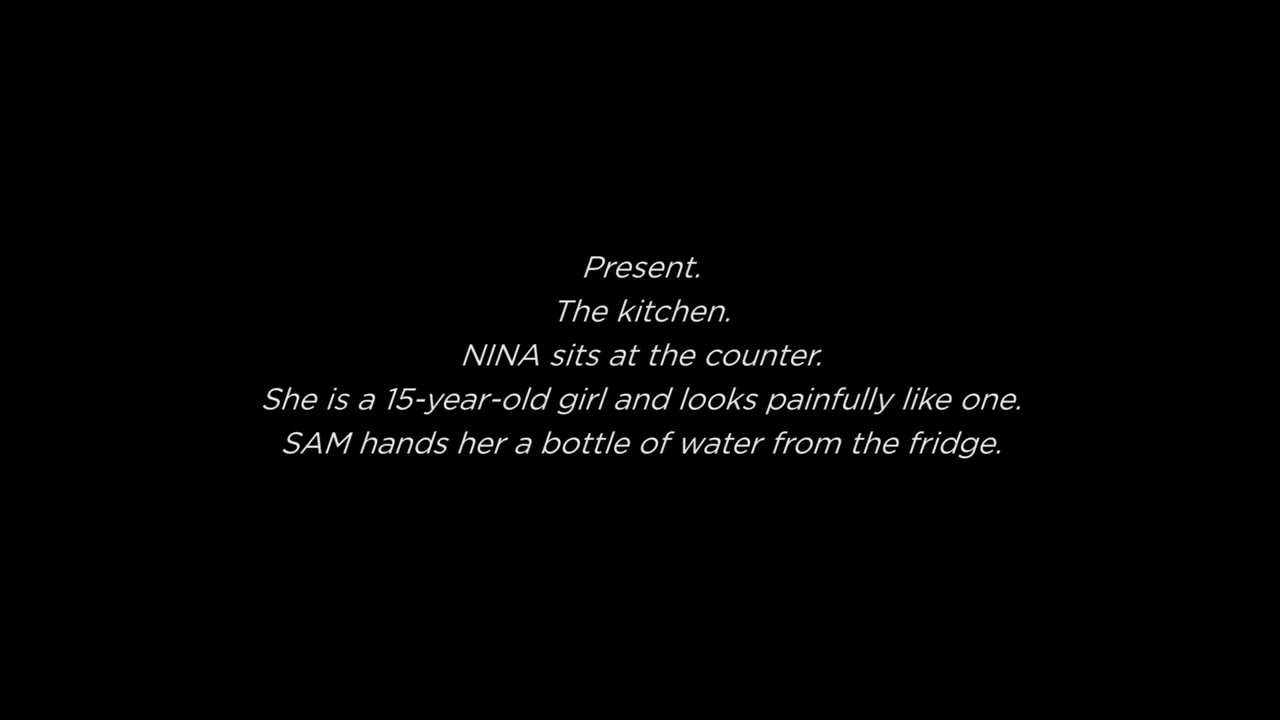 Present.
The kitchen.
NINA sits at the counter.
She is a 15-year-old girl and looks painfully like one.
SAM hands her a bottle of water from the fridge.